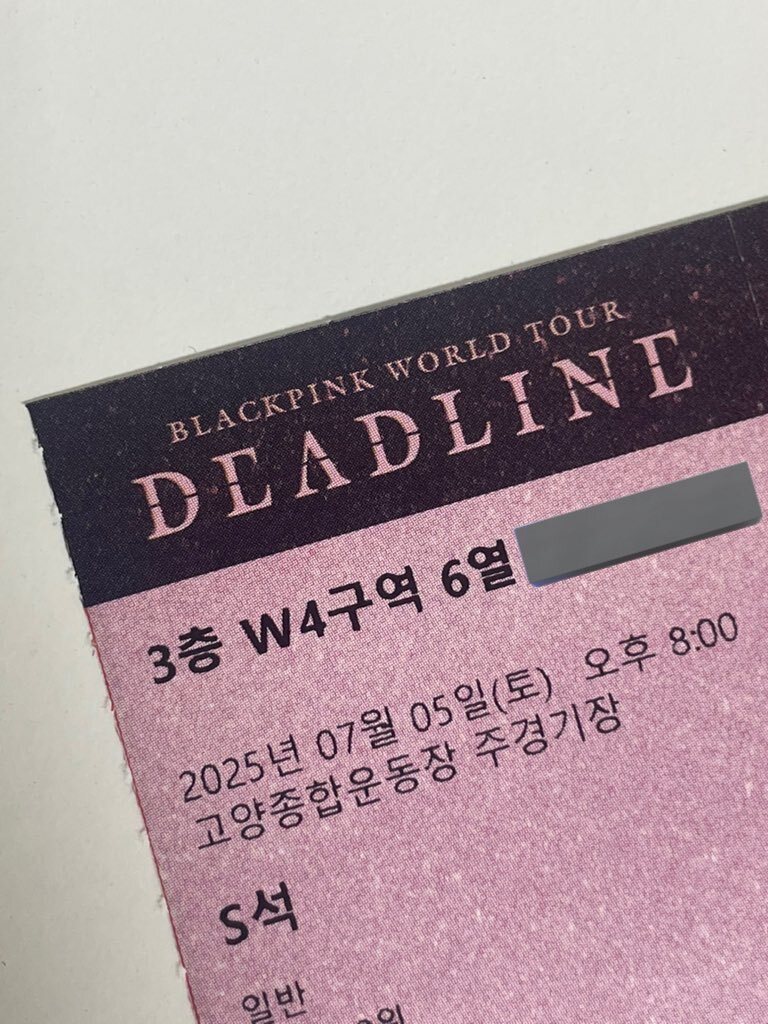 BLACKPINK WORLD TOUR
DEADLINE
3층 W4구역 6열
2025년 07월 05일(토) 오후 8:00
고양종합운동장 주경기장
S석
일반